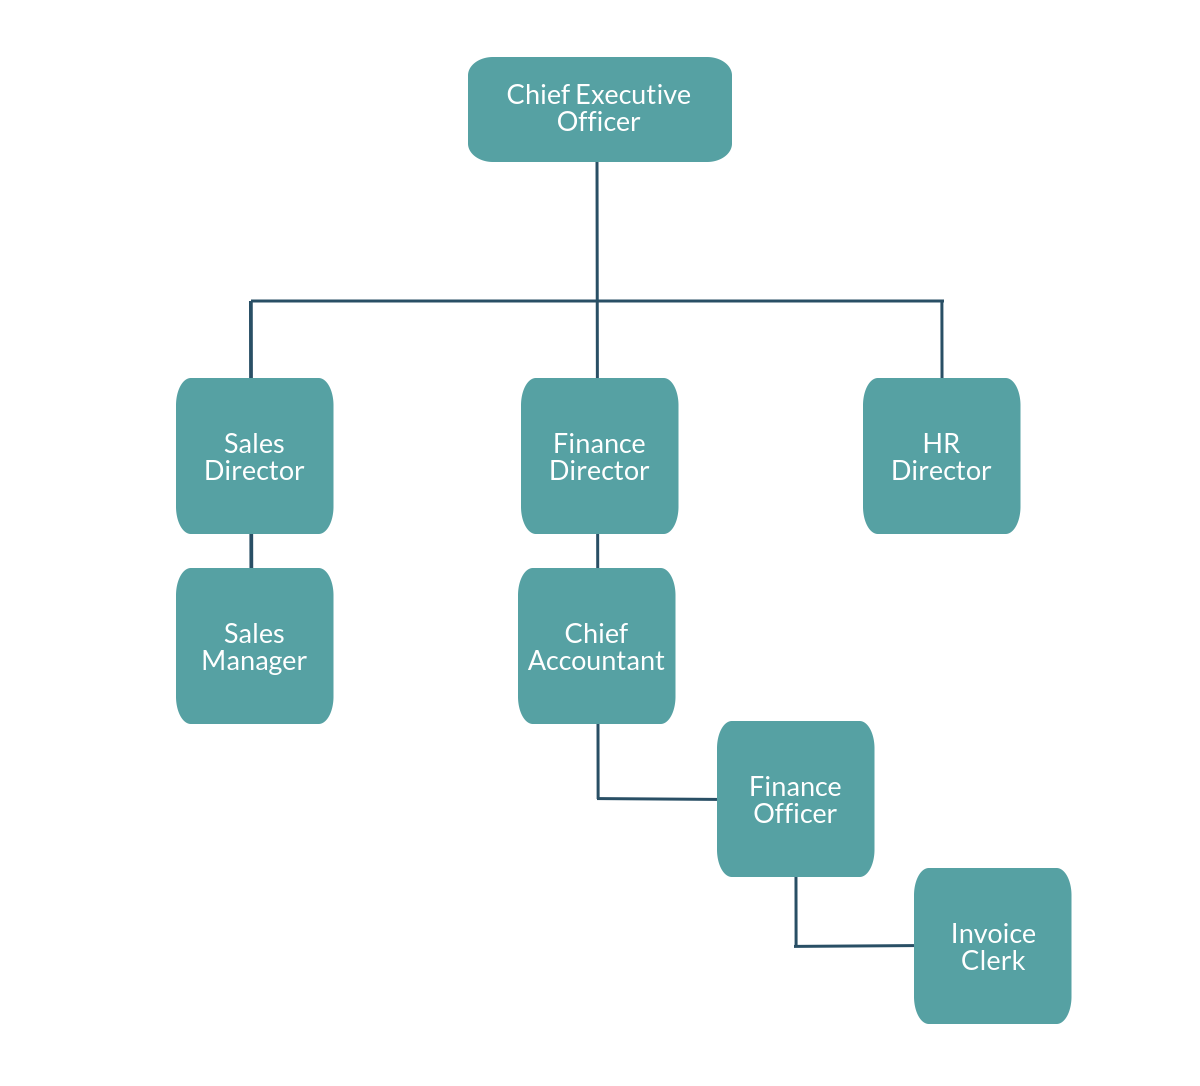 Chief Executive
Officer
Sales
Director
Finance
Director
HR
Director
Sales
Manager
Chief
Accountant
Finance
Officer
Invoice
Clerk